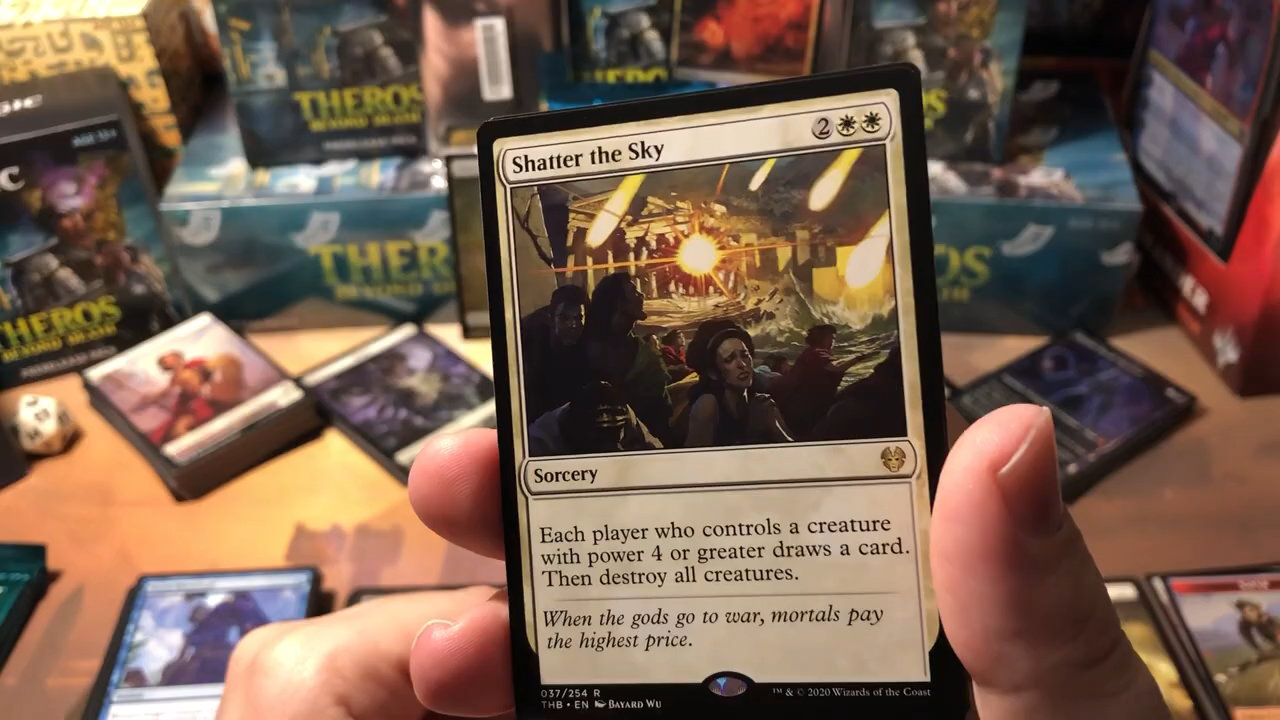 THEROS
BEYOND DEATH
THEROS
THEROS
BEYOND DEATH
Shatter the Sky
2
Sorcery
Each player who controls a creature
with power 4 or greater draws a card.
Then destroy all creatures.
When the gods go to war, mortals pay
the highest price.
037/254 R
THB • EN Bayard Wu
™ & © 2020 Wizards of the Coast